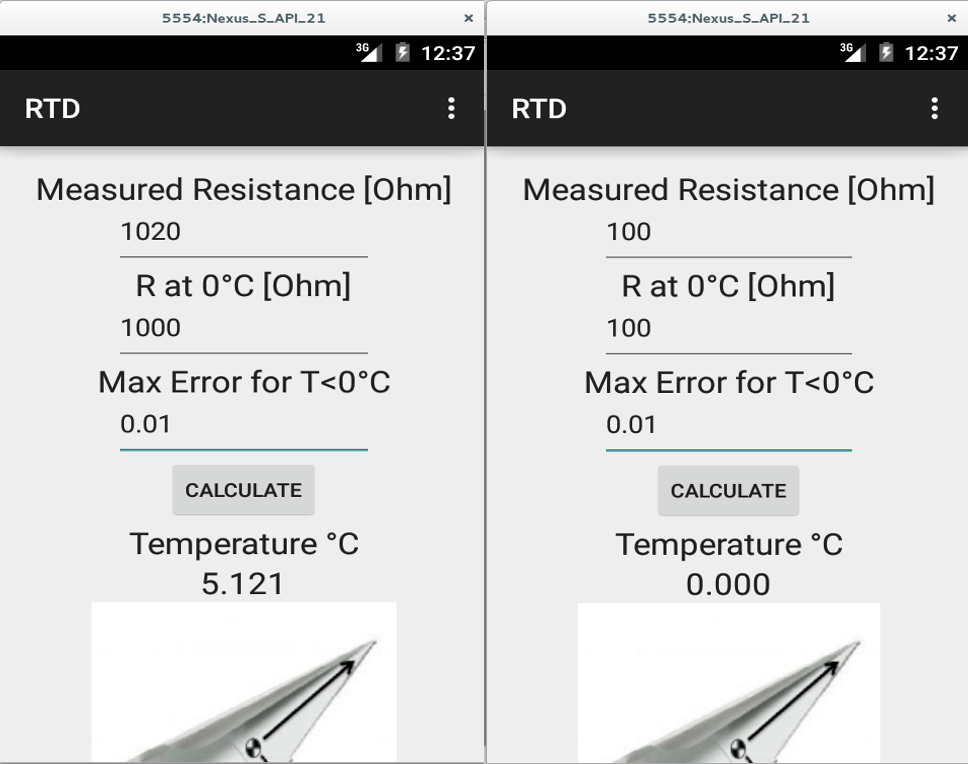 5554:Nexus_S_API_21 ×
3G 12:37
RTD
Measured Resistance [Ohm]
1020
R at 0°C [Ohm]
1000
Max Error for T<0°C
0.01
CALCULATE
Temperature °C
5.121
5554:Nexus_S_API_21 ×
3G 12:37
RTD
Measured Resistance [Ohm]
100
R at 0°C [Ohm]
100
Max Error for T<0°C
0.01
CALCULATE
Temperature °C
0.000